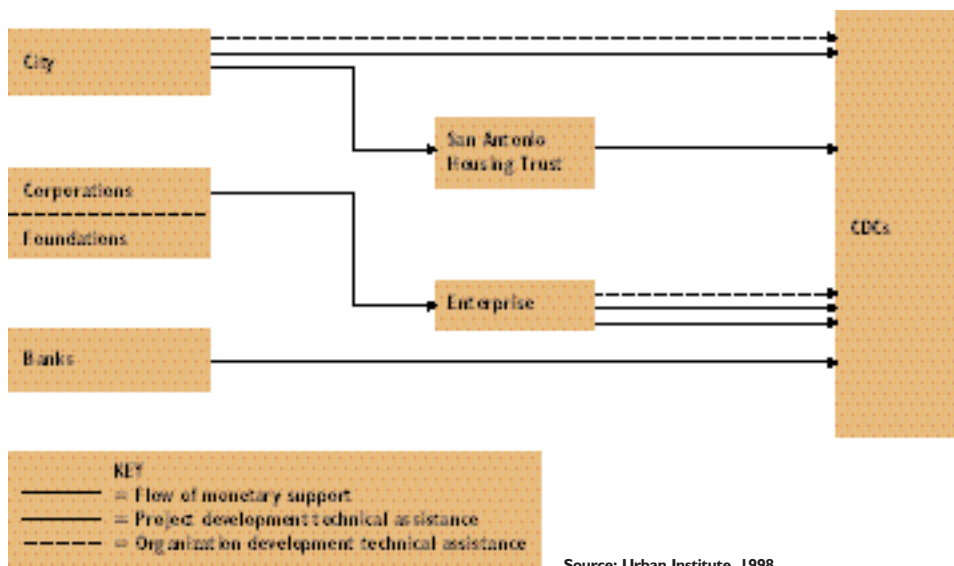 City
San Antonio
Housing Trust
Corporations
Foundations
CDCs
Enterprise
Banks
KEY
= Flow of monetary support
= Project development technical assistance
= Organization development technical assistance
Source: Urban Institute, 1998